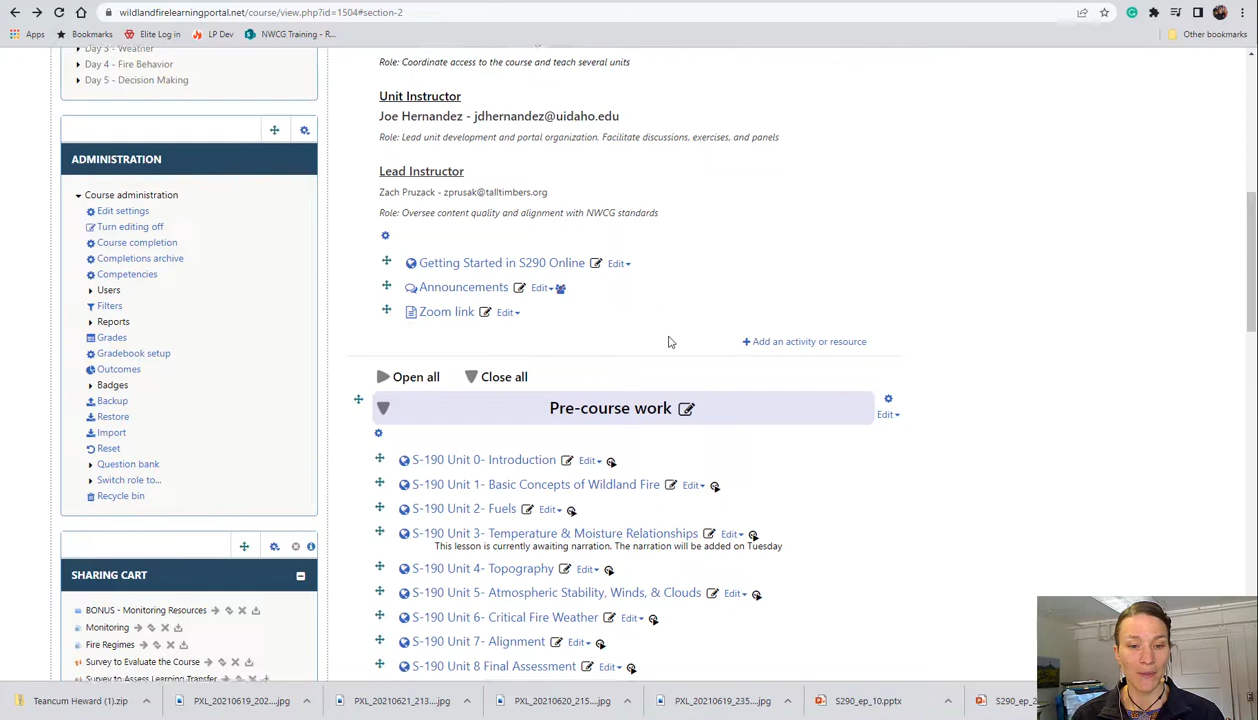 wildlandfirelearningportal.net/course/view.php?id=1504#section-2
Apps Bookmarks Elite Log in LP Dev NWCG Training - R... Other bookmarks
Day 3 - Weather
Day 4 - Fire Behavior
Day 5 - Decision Making
ADMINISTRATION
Course administration
Edit settings
Turn editing off
Course completion
Completions archive
Competencies
Users
Filters
Reports
Grades
Gradebook setup
Outcomes
Badges
Backup
Restore
Import
Reset
Question bank
Switch role to...
Recycle bin
SHARING CART
BONUS - Monitoring Resources
Monitoring
Fire Regimes
Survey to Evaluate the Course
Survey to Assess Learning Transfer
Role: Coordinate access to the course and teach several units
Unit Instructor
Joe Hernandez - jdhernandez@uidaho.edu
Role: Lead unit development and portal organization. Facilitate discussions, exercises, and panels
Lead Instructor
Zach Pruzack - zprusak@talltimbers.org
Role: Oversee content quality and alignment with NWCG standards
Getting Started in S290 Online Edit
Announcements Edit
Zoom link Edit
+ Add an activity or resource
Open all Close all
Pre-course work
Edit
S-190 Unit 0- Introduction Edit
S-190 Unit 1- Basic Concepts of Wildland Fire Edit
S-190 Unit 2- Fuels Edit
S-190 Unit 3- Temperature & Moisture Relationships Edit
This lesson is currently awaiting narration. The narration will be added on Tuesday
S-190 Unit 4- Topography Edit
S-190 Unit 5- Atmospheric Stability, Winds, & Clouds Edit
S-190 Unit 6- Critical Fire Weather Edit
S-190 Unit 7- Alignment Edit
S-190 Unit 8 Final Assessment Edit
Teancum Heward (1).zip PXL_20210619_202....jpg PXL_20210621_213....jpg PXL_20210620_215....jpg PXL_20210619_235....jpg S290_ep_10.pptx S290_ep_2